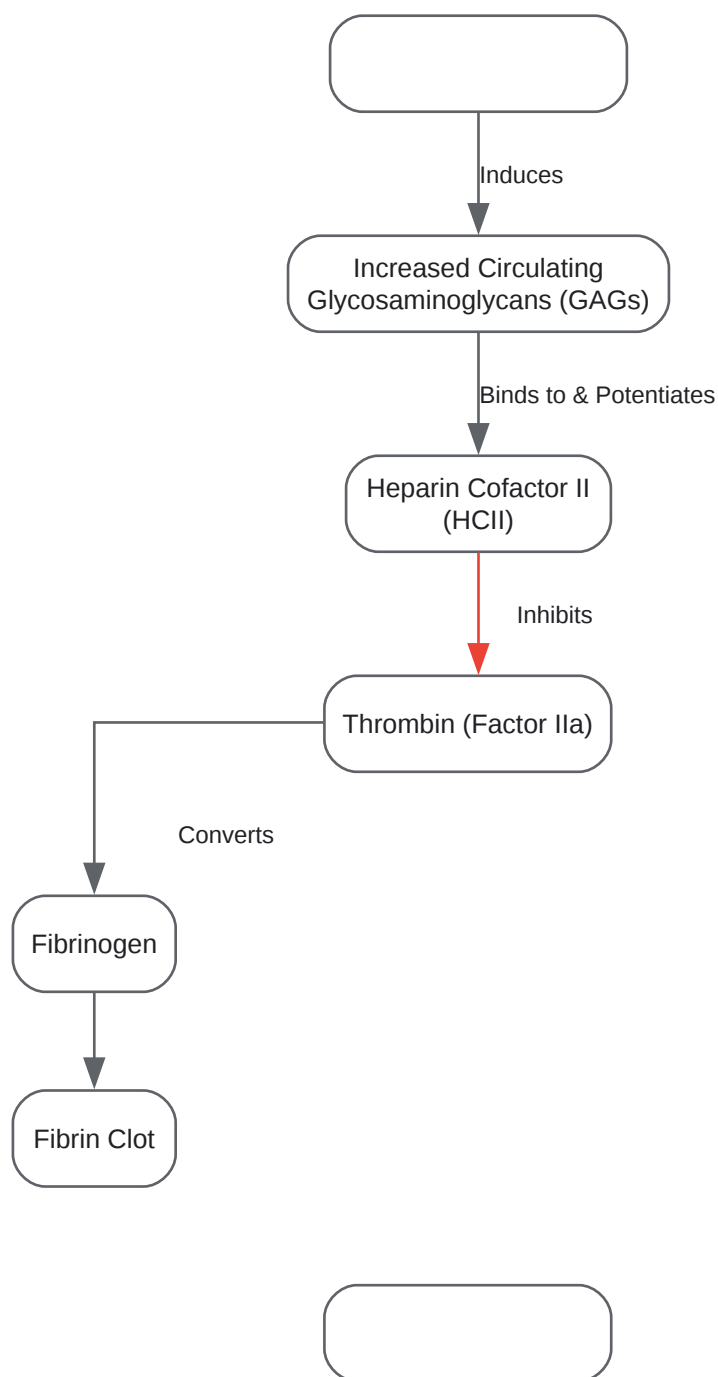 Induces
Increased Circulating
Glycosaminoglycans (GAGs)
Binds to & Potentiates
Heparin Cofactor II
(HCII)
Inhibits
Thrombin (Factor IIa)
Converts
Fibrinogen
Fibrin Clot